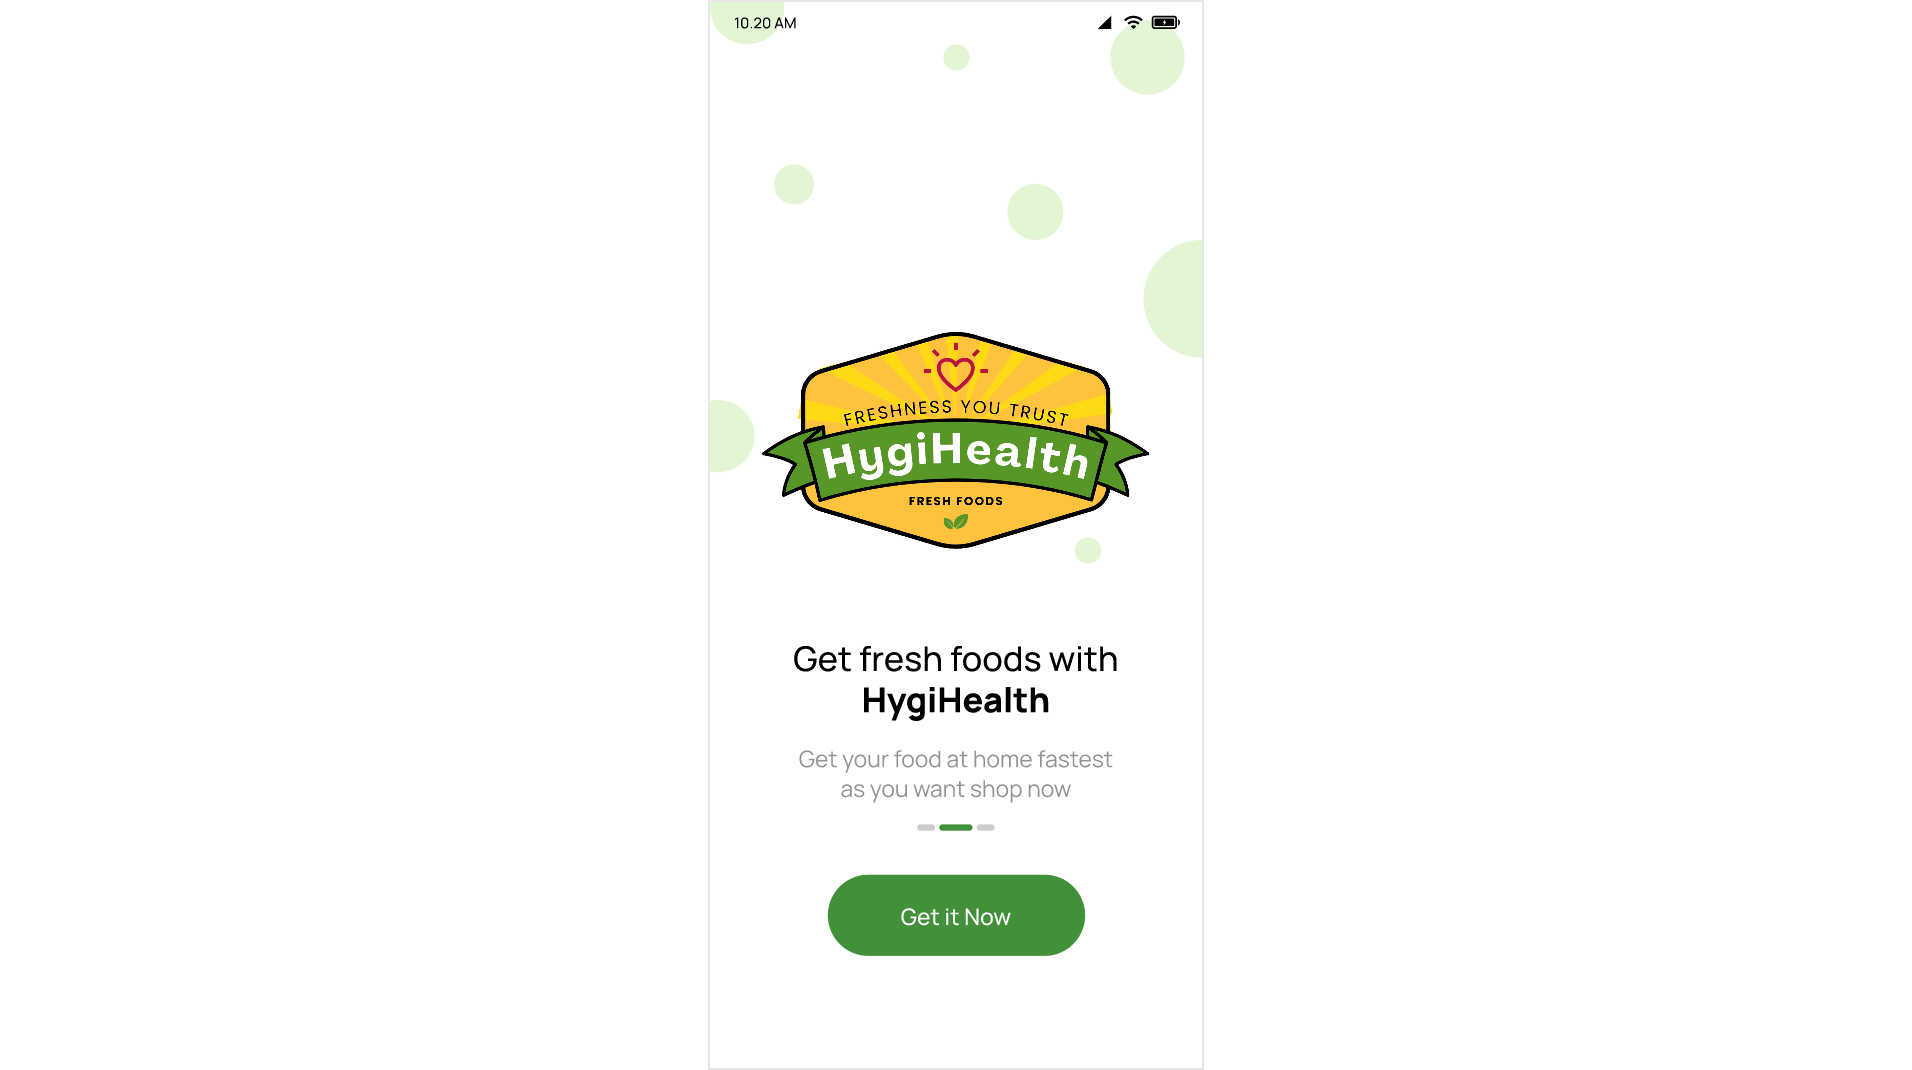 10.20 AM
FRESHNESS YOU TRUST
HygiHealth
FRESH FOODS
Get fresh foods with
HygiHealth
Get your food at home fastest
as you want shop now
Get it Now